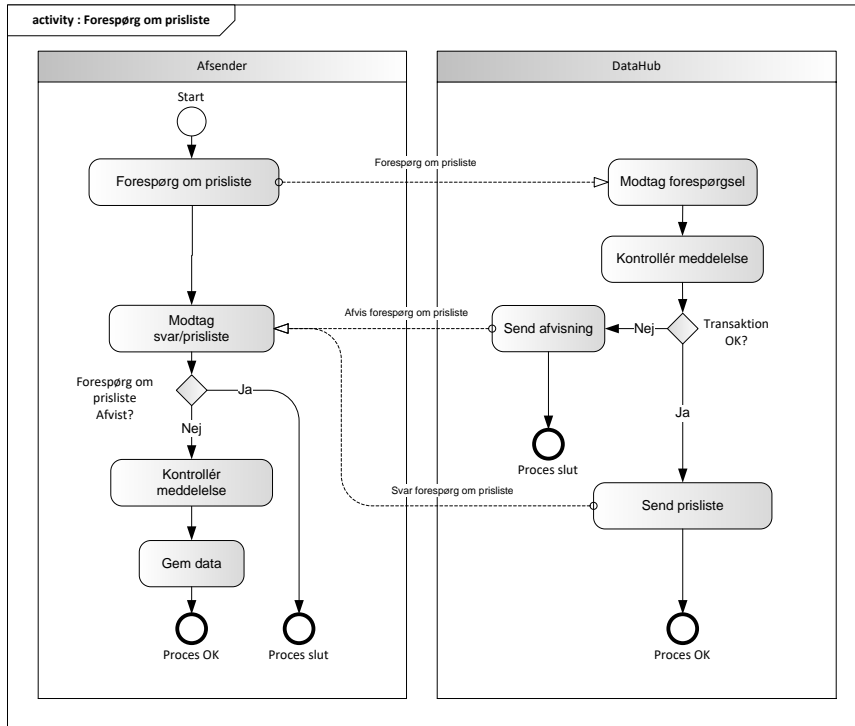 activity : Forespørg om prisliste
Afsender
DataHub
Start
Forespørg om prisliste
Forespørg om prisliste
Modtag forespørgsel
Kontrollér meddelelse
Modtag
svar/prisliste
Afvis forespørg om prisliste
Send afvisning
Nej
Transaktion
OK?
Forespørg om
prisliste
Afvist?
Ja
Nej
Ja
Proces slut
Kontrollér
meddelelse
Svar forespørg om prisliste
Send prisliste
Gem data
Proces OK
Proces slut
Proces OK